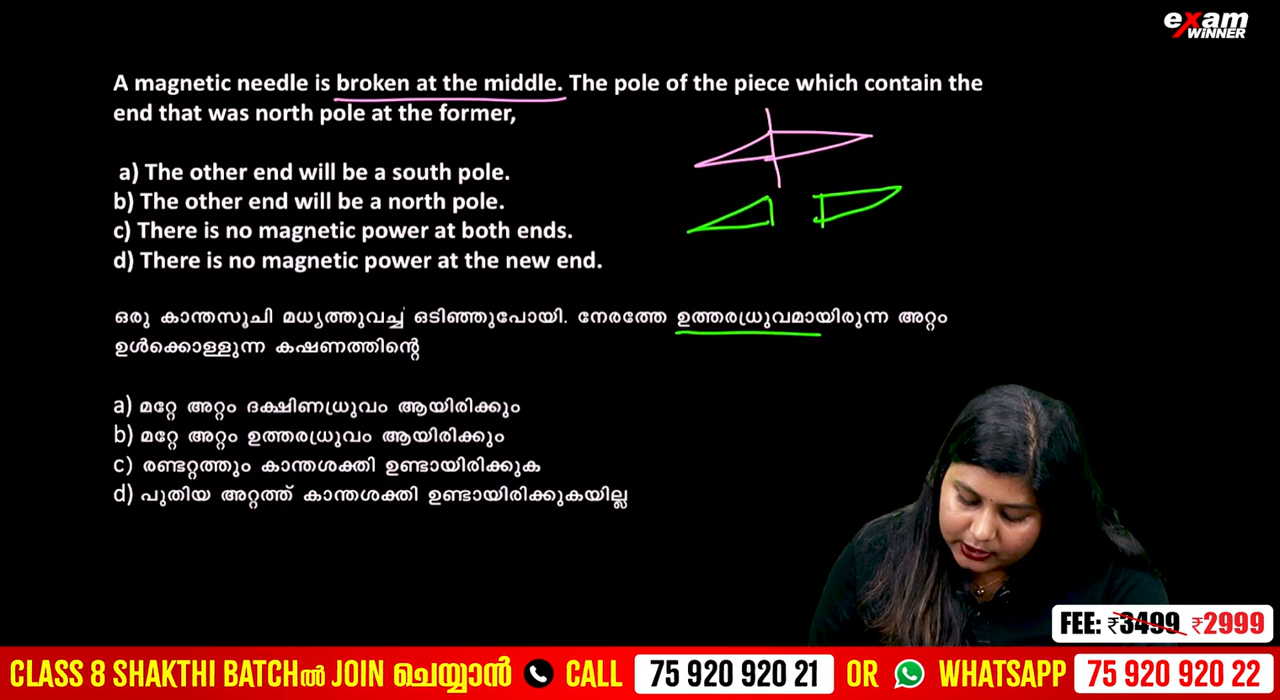 exam
WiNNER
A magnetic needle is broken at the middle. The pole of the piece which contain the
end that was north pole at the former,
a) The other end will be a south pole.
b) The other end will be a north pole.
c) There is no magnetic power at both ends.
d) There is no magnetic power at the new end.
ഒരു കാന്തസൂചി മധ്യത്തുവച്ച് ഒടിഞ്ഞുപോയി. നേരത്തേ ഉത്തരധ്രുവമായിരുന്ന അറ്റം
ഉൾക്കൊള്ളുന്ന കഷണത്തിന്റെ
a) മറ്റേ അറ്റം ദക്ഷിണധ്രുവം ആയിരിക്കും
b) മറ്റേ അറ്റം ഉത്തരധ്രുവം ആയിരിക്കും
c) രണ്ടറ്റത്തും കാന്തശക്തി ഉണ്ടായിരിക്കുക
d) പുതിയ അറ്റത്ത് കാന്തശക്തി ഉണ്ടായിരിക്കുകയില്ല
FEE: ₹3499 ₹2999
CLASS 8 SHAKTHI BATCHൽ JOIN ചെയ്യാൻ CALL 75 920 920 21 OR WHATSAPP 75 920 920 22